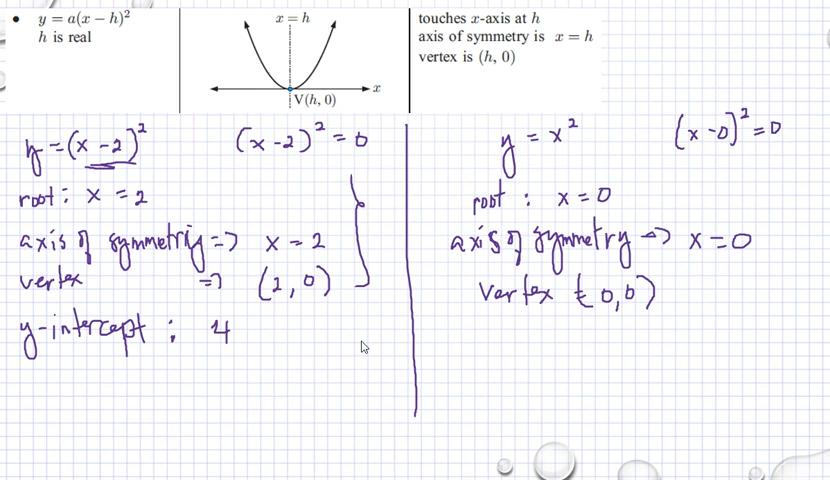 • y = a(x − h)²
h is real
x = h
x
V(h, 0)
touches x-axis at h
axis of symmetry is x = h
vertex is (h, 0)
y = (x - 2)²
(x - 2)² = 0
root : x = 2
axis of symmetriy => x = 2
vertex => (2, 0)
y-intercept : 4
y = x²
(x - 0)² = 0
root : x = 0
axis of symmetry => x = 0
vertex (0, 0)